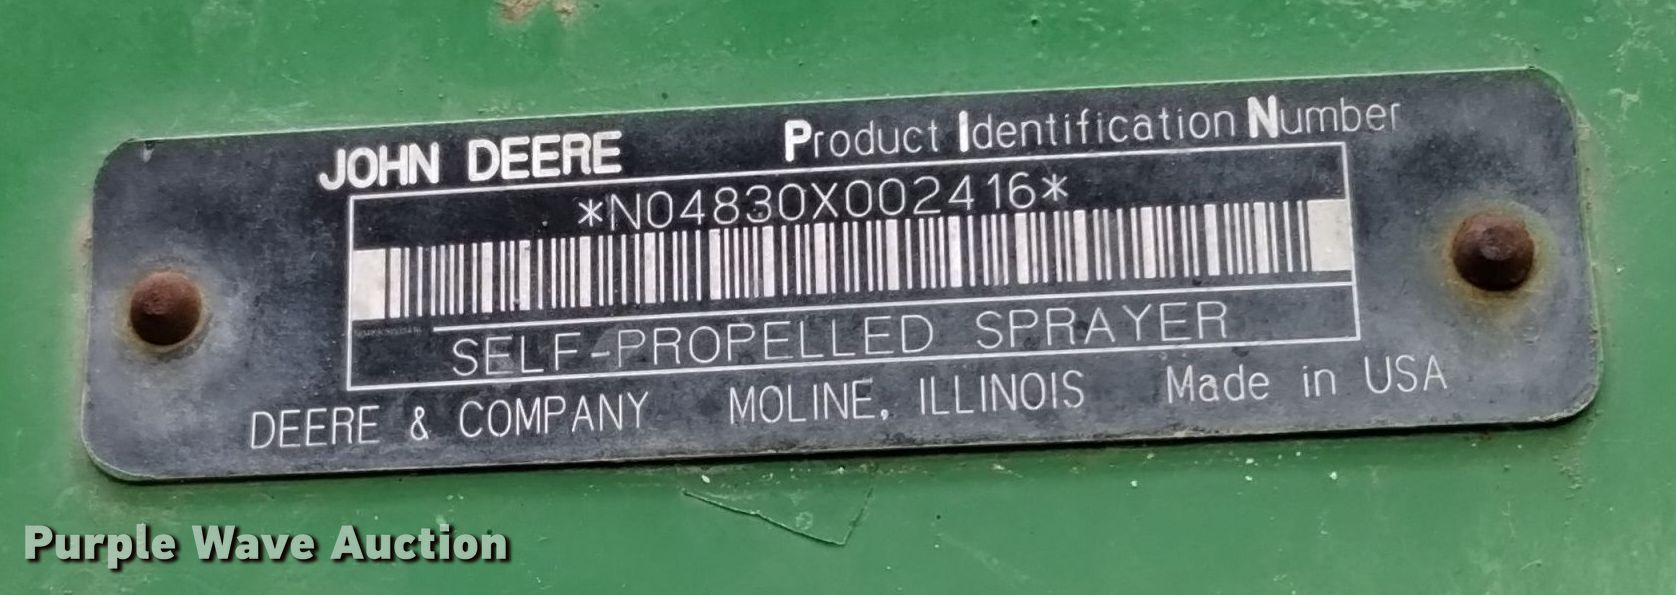 JOHN DEERE Product Identification Number
*N04830X002416*
SELF-PROPELLED SPRAYER
DEERE & COMPANY MOLINE, ILLINOIS Made in USA
Purple Wave Auction